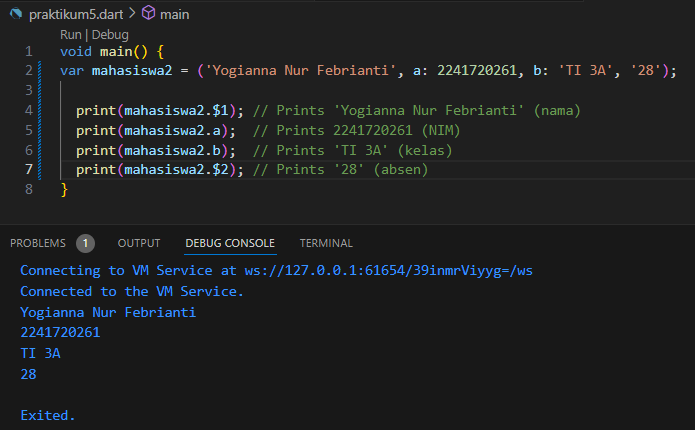 praktikum5.dart > main
Run | Debug
1 void main() {
2 var mahasiswa2 = ('Yogianna Nur Febrianti', a: 2241720261, b: 'TI 3A', '28');
3
4 print(mahasiswa2.$1); // Prints 'Yogianna Nur Febrianti' (nama)
5 print(mahasiswa2.a);  // Prints 2241720261 (NIM)
6 print(mahasiswa2.b);  // Prints 'TI 3A' (kelas)
7 print(mahasiswa2.$2); // Prints '28' (absen)
8 }
PROBLEMS 1 OUTPUT DEBUG CONSOLE TERMINAL
Connecting to VM Service at ws://127.0.0.1:61654/39inmrViyyg=/ws
Connected to the VM Service.
Yogianna Nur Febrianti
2241720261
TI 3A
28
Exited.